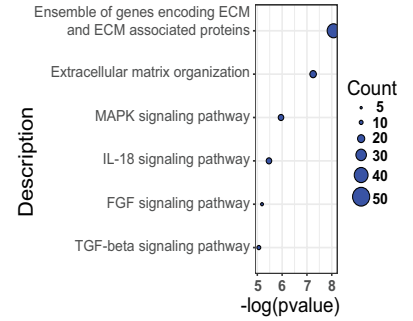 Ensemble of genes encoding ECM
and ECM associated proteins
Extracellular matrix organization
MAPK signaling pathway
IL-18 signaling pathway
FGF signaling pathway
TGF-beta signaling pathway
Description
5 6 7 8
-log(pvalue)
Count
5
10
20
30
40
50